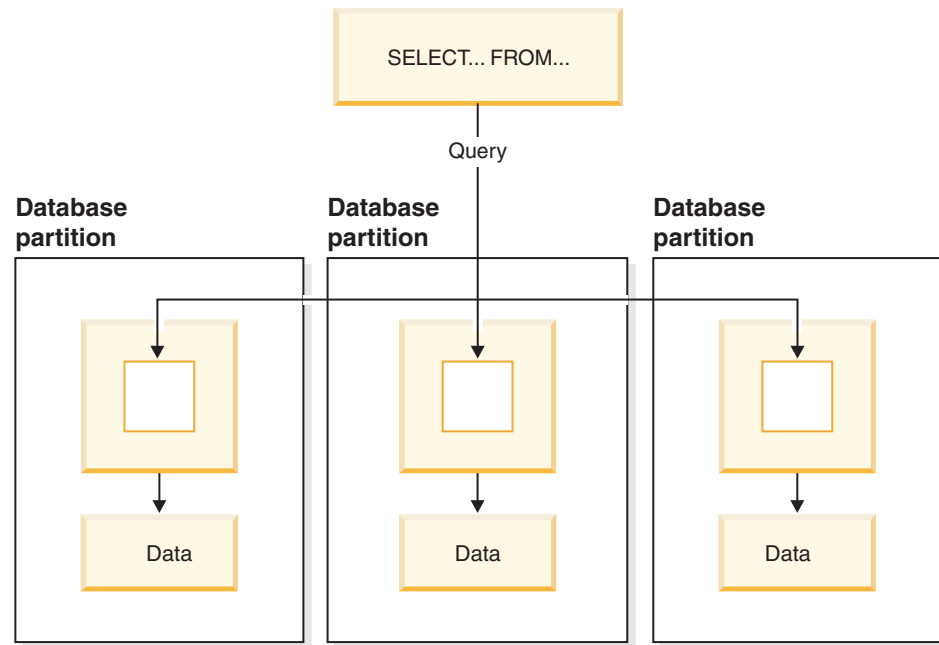 SELECT... FROM...
Query
Database
partition
Database
partition
Database
partition
Data
Data
Data